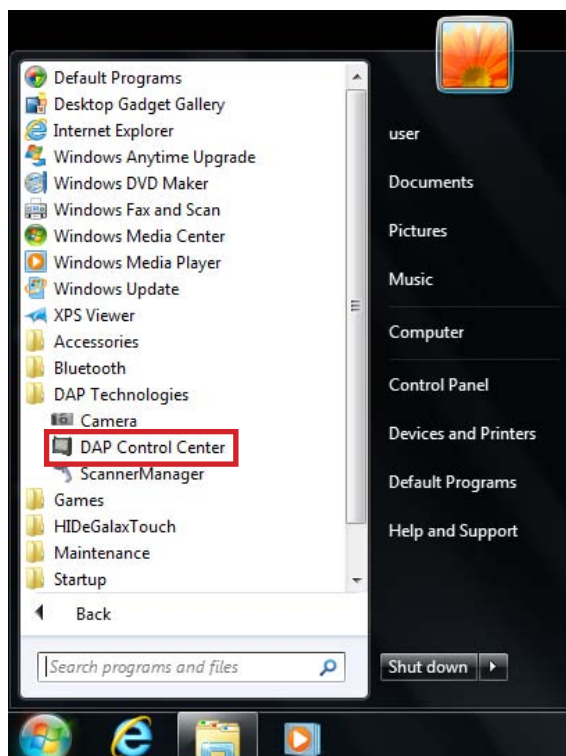 Default Programs
Desktop Gadget Gallery
Internet Explorer
Windows Anytime Upgrade
Windows DVD Maker
Windows Fax and Scan
Windows Media Center
Windows Media Player
Windows Update
XPS Viewer
Accessories
Bluetooth
DAP Technologies
Camera
DAP Control Center
ScannerManager
Games
HIDeGalaxTouch
Maintenance
Startup
Back
Search programs and files
user
Documents
Pictures
Music
Computer
Control Panel
Devices and Printers
Default Programs
Help and Support
Shut down